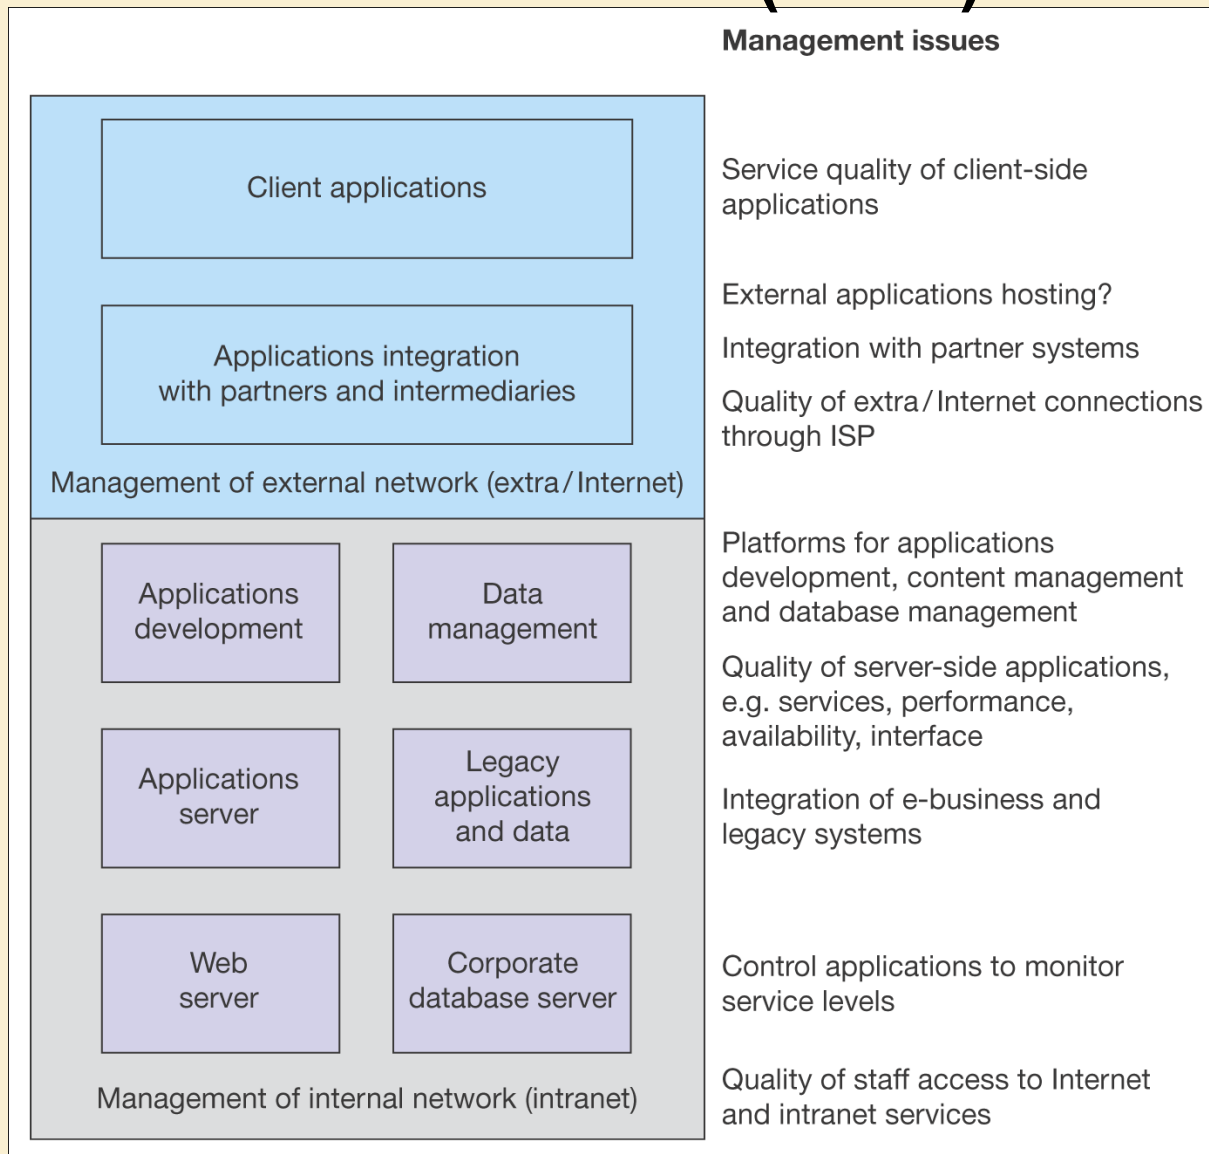 Management issues
Client applications
Service quality of client-side
applications
External applications hosting?
Applications integration
with partners and intermediaries
Integration with partner systems
Quality of extra/Internet connections
through ISP
Management of external network (extra/Internet)
Applications
development
Data
management
Platforms for applications
development, content management
and database management
Quality of server-side applications,
e.g. services, performance,
availability, interface
Applications
server
Legacy
applications
and data
Integration of e-business and
legacy systems
Web
server
Corporate
database server
Control applications to monitor
service levels
Management of internal network (intranet)
Quality of staff access to Internet
and intranet services